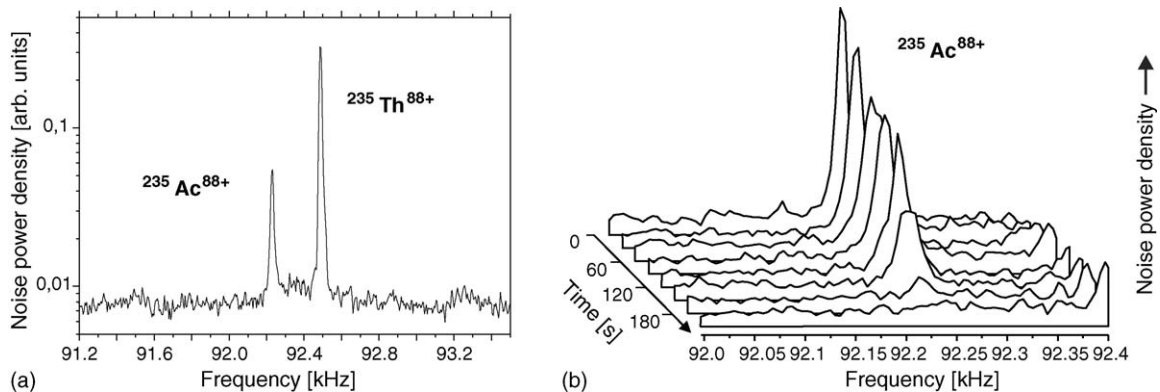 Noise power density [arb. units]
0,1
0,01
²³⁵Ac⁸⁸⁺
²³⁵Th⁸⁸⁺
91.2 91.6 92.0 92.4 92.8 93.2
Frequency [kHz]
(a)
²³⁵Ac⁸⁸⁺
0
60
120
180
Time [s]
92.0 92.05 92.1 92.15 92.2 92.25 92.3 92.35 92.4
Frequency [kHz]
Noise power density
(b)